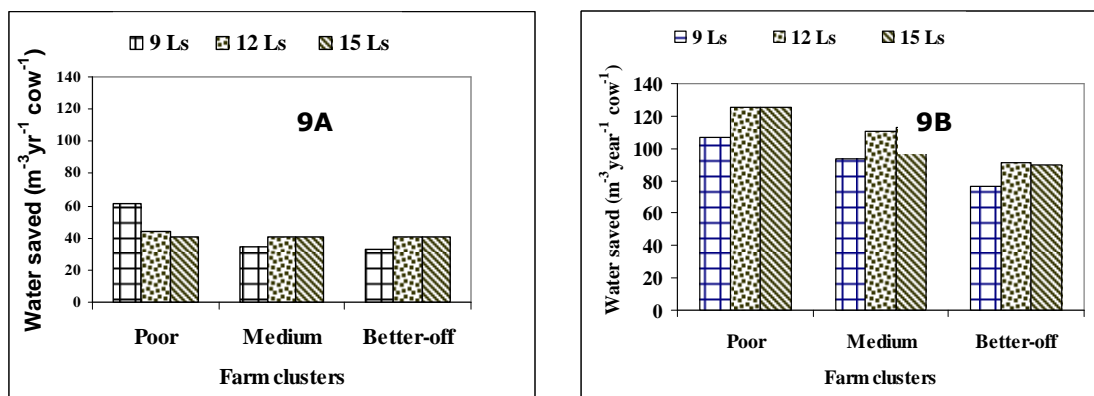 9 Ls 12 Ls 15 Ls
Water saved (m⁻³yr⁻¹ cow⁻¹)
140
120
100
80
60
40
20
0
9A
Poor Medium Better-off
Farm clusters
9 Ls 12 Ls 15 Ls
Water saved (m⁻³year⁻¹ cow⁻¹)
140
120
100
80
60
40
20
0
9B
Poor Medium Better-off
Farm clusters